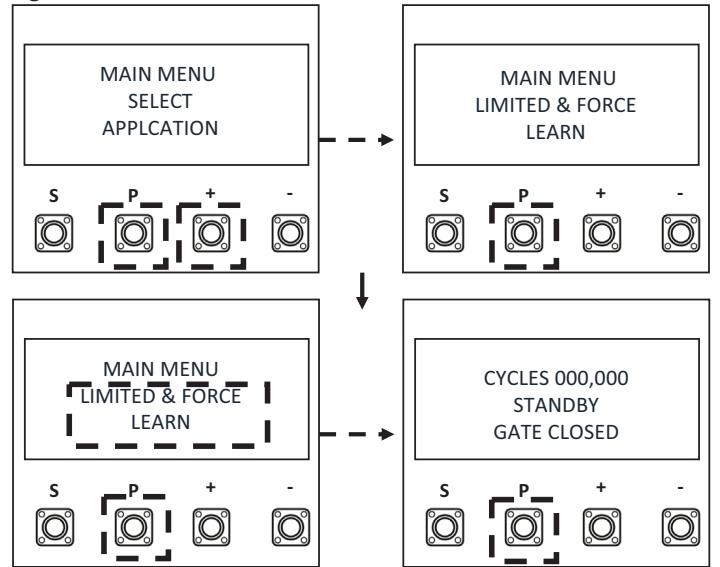 MAIN MENU
SELECT
APPLCATION
S P + -
MAIN MENU
LIMITED & FORCE
LEARN
S P + -
MAIN MENU
LIMITED & FORCE
LEARN
S P + -
CYCLES 000,000
STANDBY
GATE CLOSED
S P + -